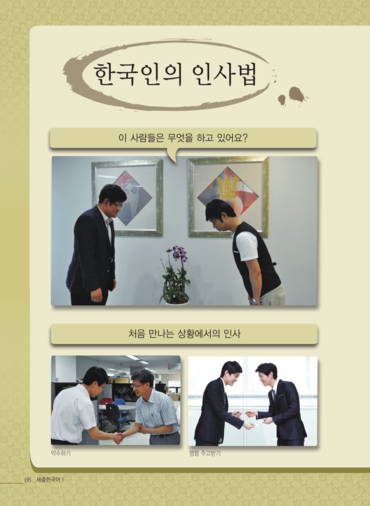 한국인의 인사법
이 사람들은 무엇을 하고 있어요?
처음 만나는 상황에서의 인사
악수하기
명함 주고받기
66 세종한국어 1